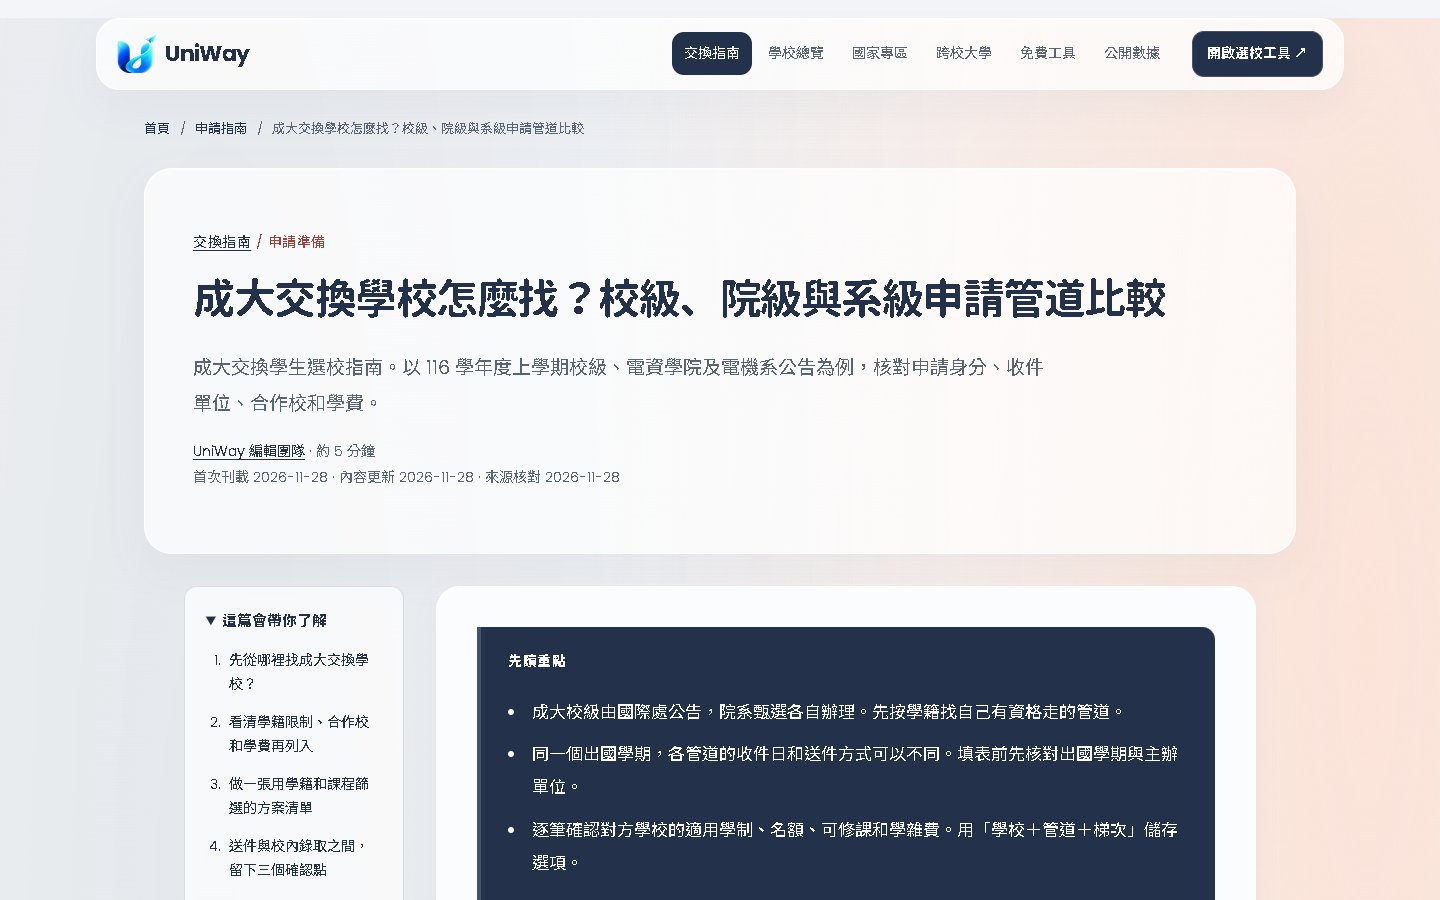 UniWay
交換指南 學校總覽 國家專區 跨校大學 免費工具 公開數據 開啟選校工具 ↗
首頁 / 申請指南 / 成大交換學校怎麼找？校級、院級與系級申請管道比較
交換指南 / 申請準備
成大交換學校怎麼找？校級、院級與系級申請管道比較
成大交換學生選校指南。以 116 學年度上學期校級、電資學院及電機系公告為例，核對申請身分、收件
單位、合作校和學費。
UniWay 編輯團隊 · 約 5 分鐘
首次刊載 2026-11-28 · 內容更新 2026-11-28 · 來源核對 2026-11-28
▼ 這篇會帶你了解
1. 先從哪裡找成大交換學
校？
2. 看清學籍限制、合作校
和學費再列入
3. 做一張用學籍和課程篩
選的方案清單
4. 送件與校內錄取之間，
留下三個確認點
先讀重點
• 成大校級由國際處公告，院系甄選各自辦理。先按學籍找自己有資格走的管道。
• 同一個出國學期，各管道的收件日和送件方式可以不同。填表前先核對出國學期與主辦
單位。
• 逐筆確認對方學校的適用學制、名額、可修課和學雜費。用「學校＋管道＋梯次」儲存
選項。